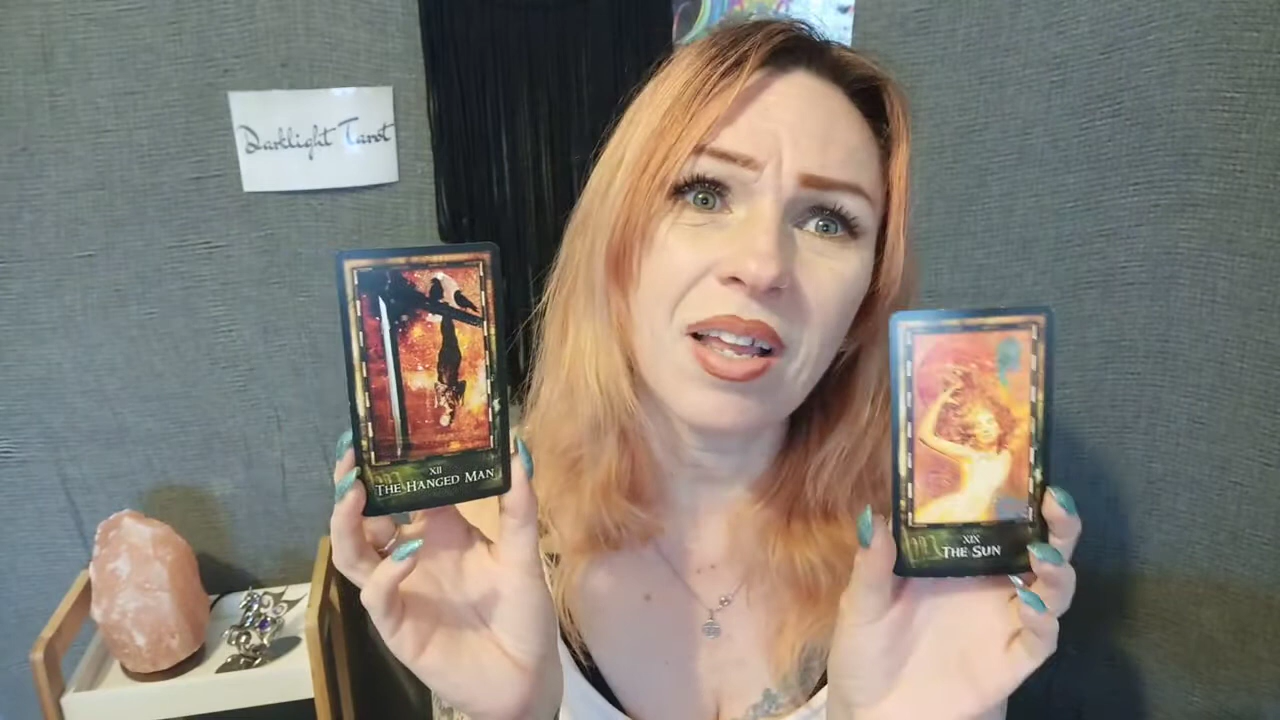 Darklight Tarot
XII
THE HANGED MAN
XIX
THE SUN